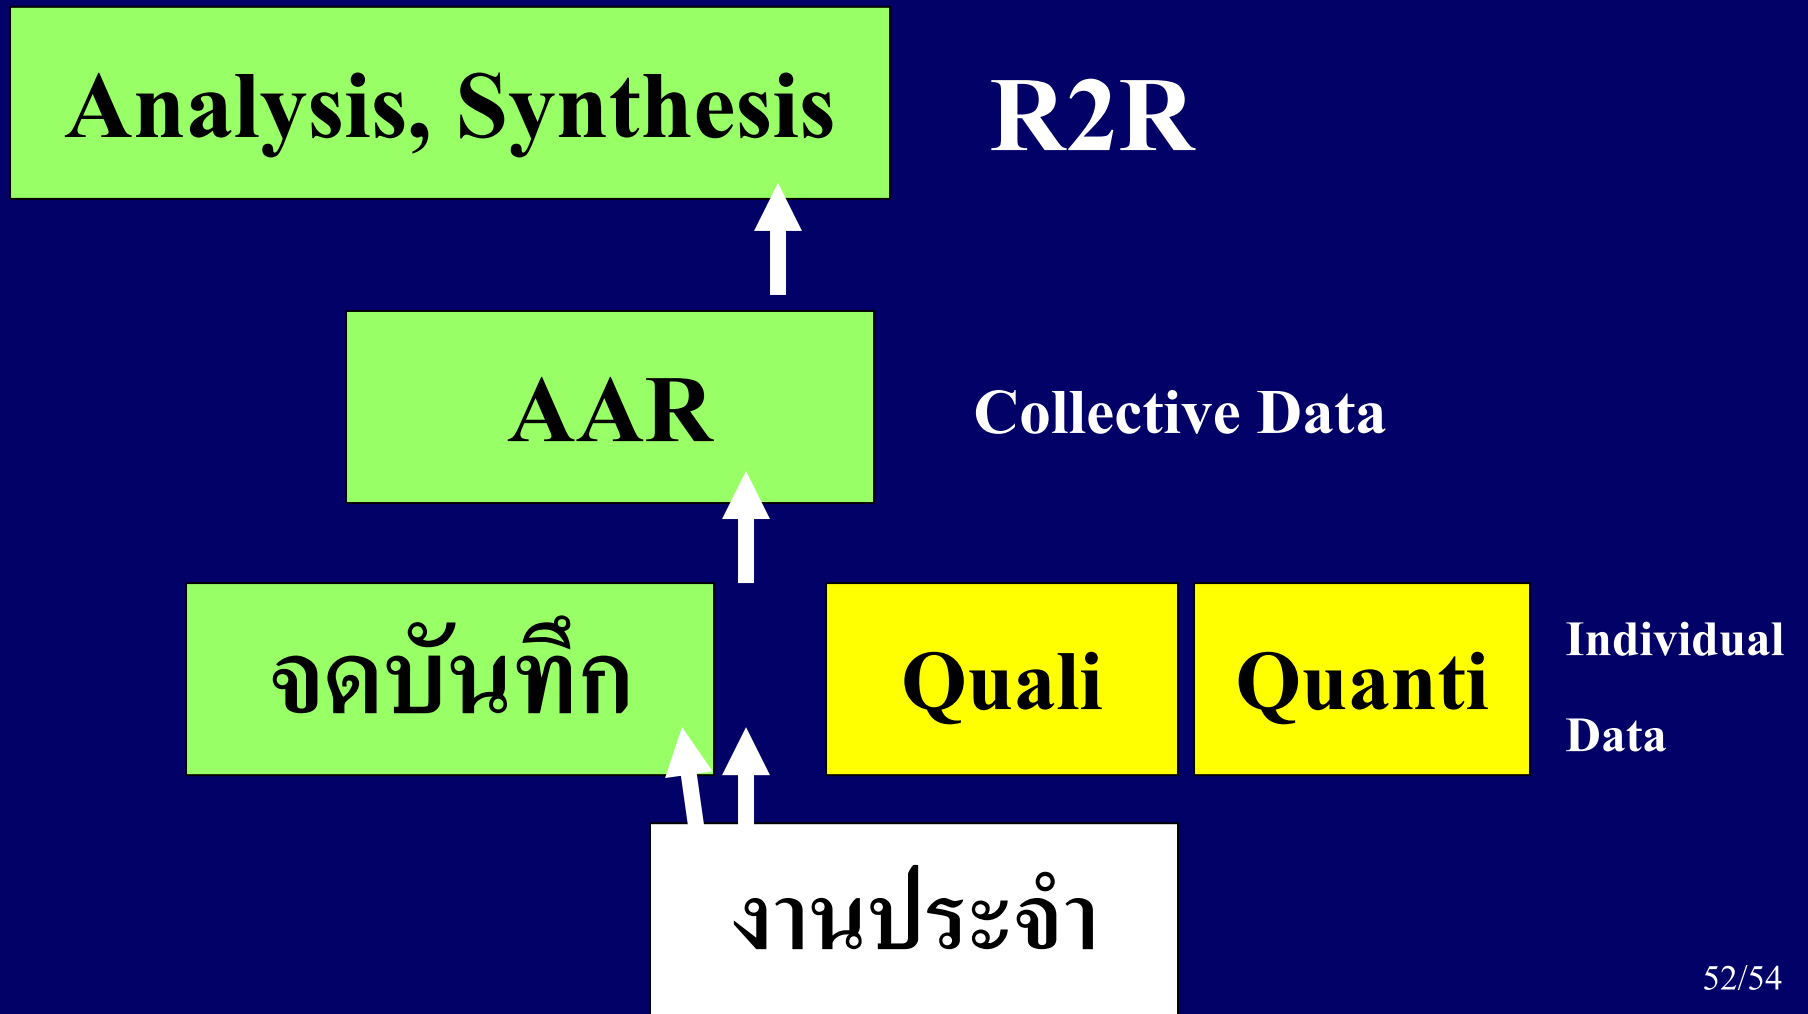 Analysis, Synthesis
R2R
AAR
Collective Data
จดบันทึก
Quali
Quanti
Individual
Data
งานประจำ
52/54